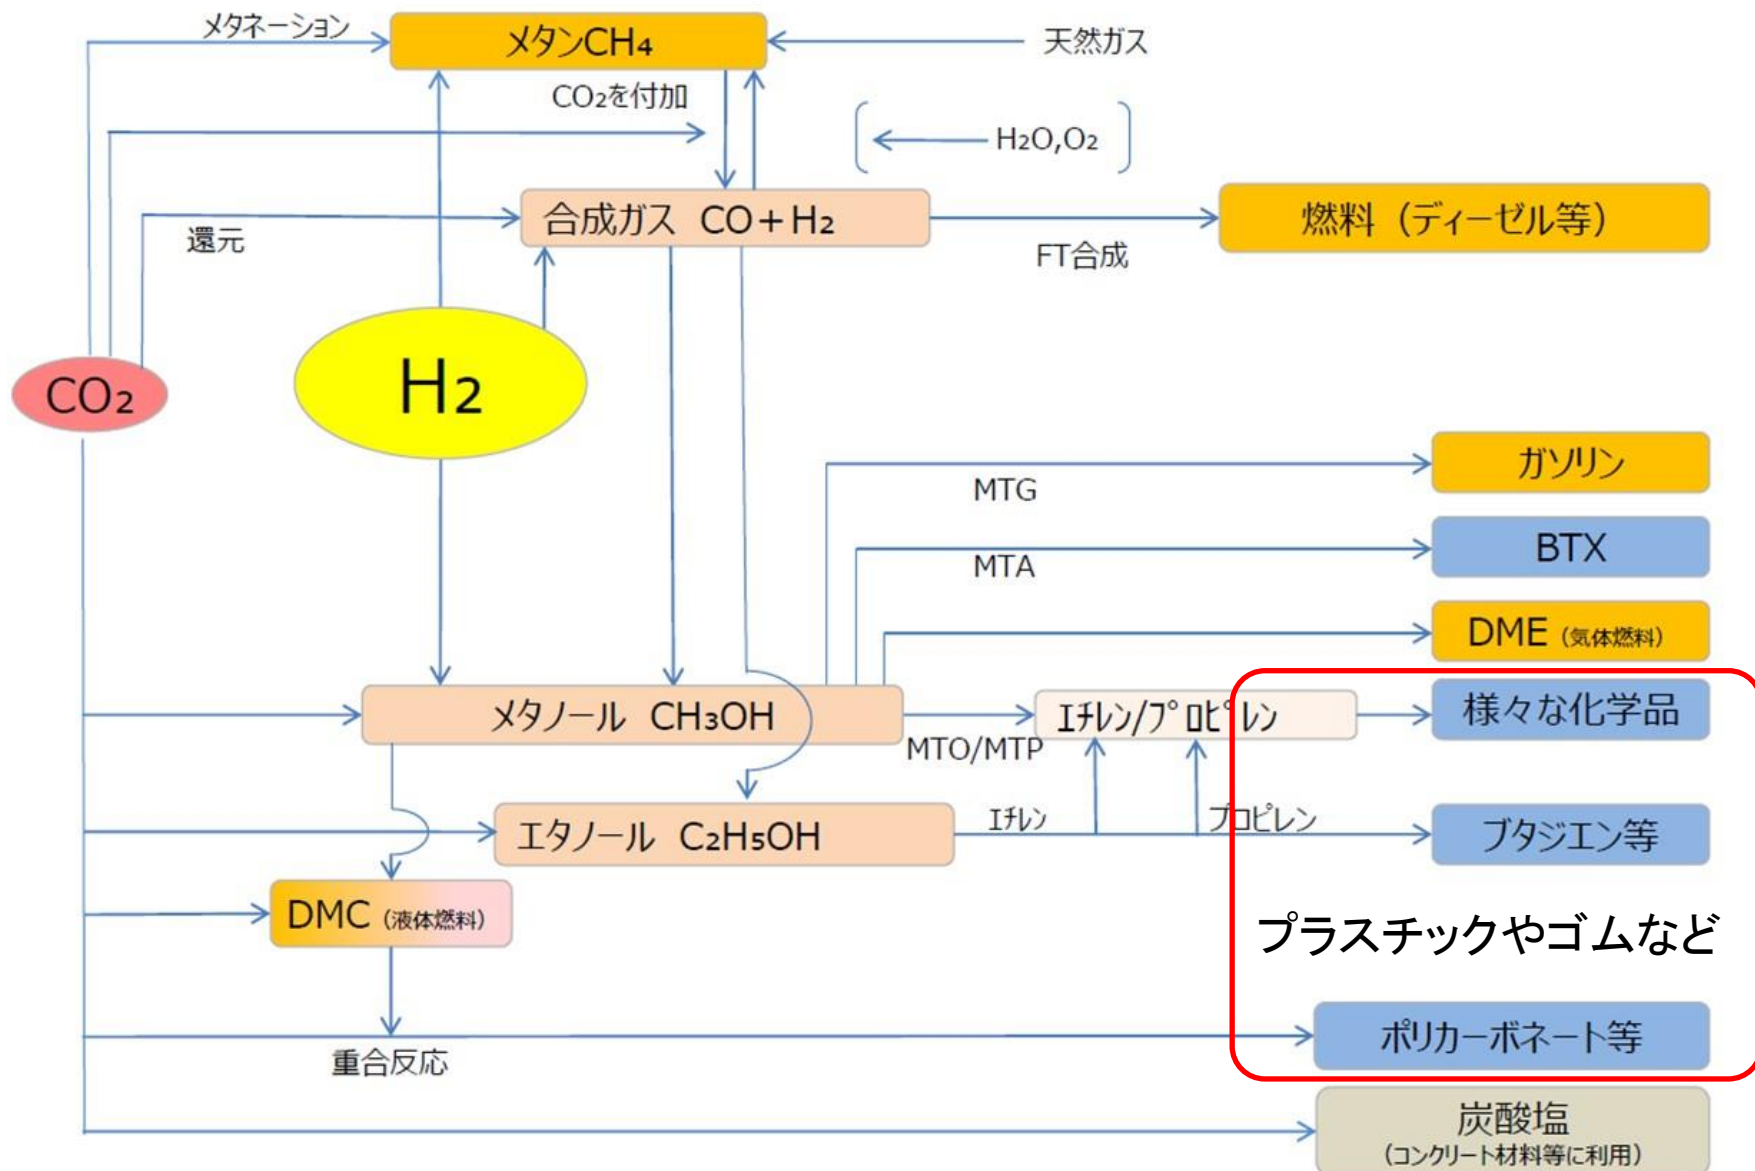 メタネーション
メタンCH₄
天然ガス
CO₂を付加
H₂O,O₂
合成ガス CO+H₂
燃料（ディーゼル等）
還元
FT合成
CO₂
H₂
ガソリン
MTG
BTX
MTA
DME（気体燃料）
メタノール CH₃OH
エチレン/プロピレン
様々な化学品
MTO/MTP
エタノール C₂H₅OH
エチレン
プロピレン
ブタジエン等
DMC（液体燃料）
プラスチックやゴムなど
ポリカーボネート等
重合反応
炭酸塩
（コンクリート材料等に利用）